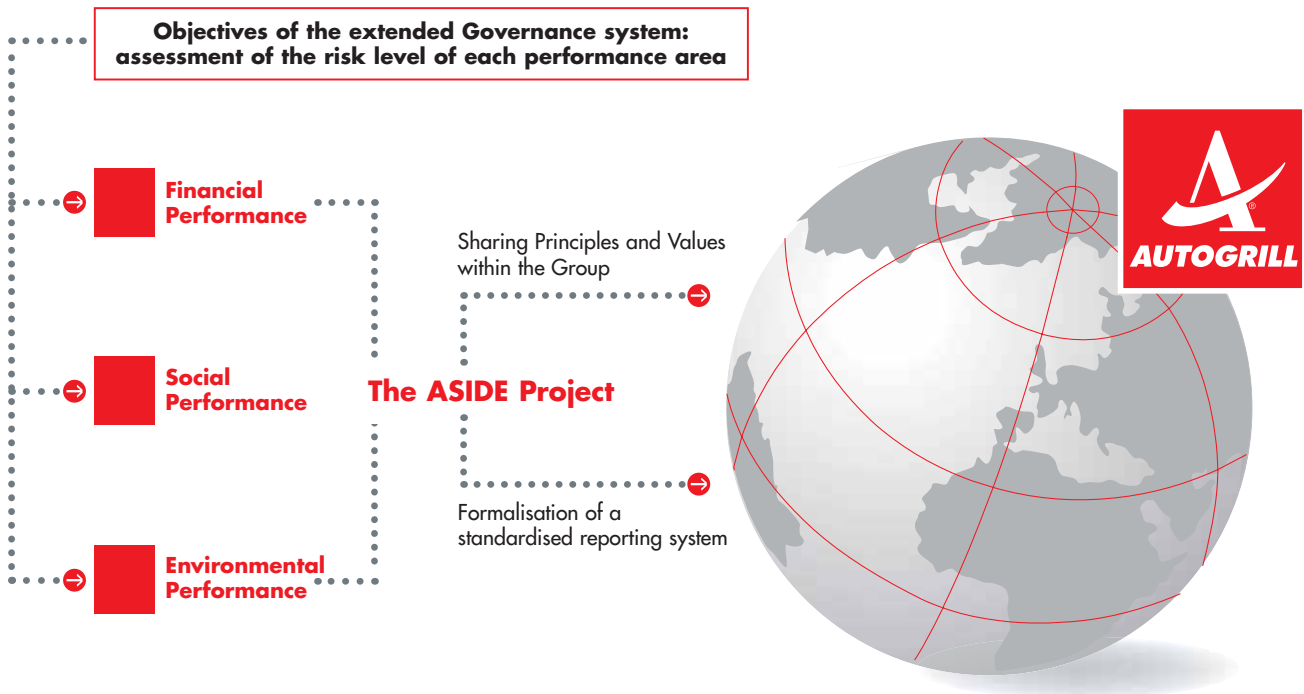 Objectives of the extended Governance system:
assessment of the risk level of each performance area
Financial
Performance
Social
Performance
Environmental
Performance
The ASIDE Project
Sharing Principles and Values
within the Group
Formalisation of a
standardised reporting system
A
®
AUTOGRILL